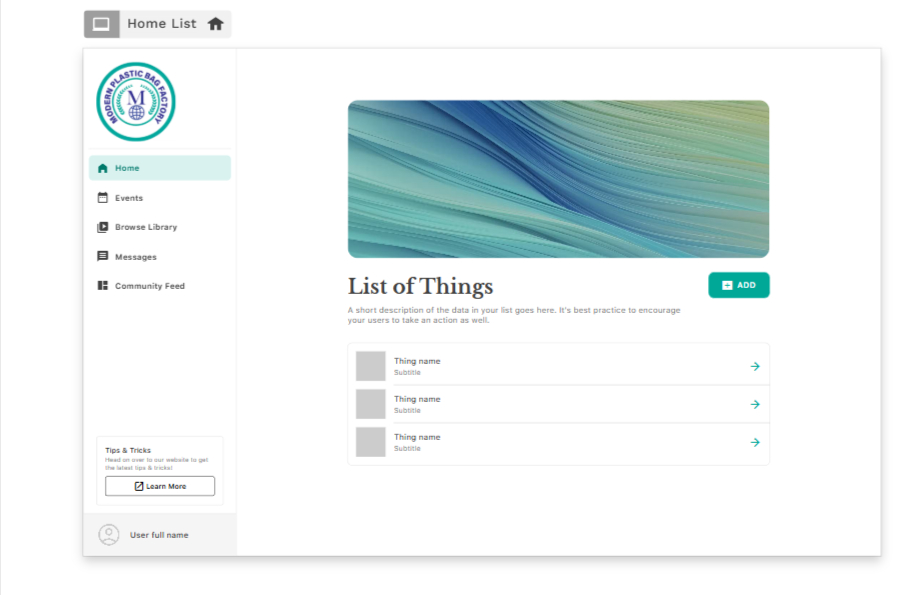 Home List
MODERN PLASTIC BAG FACTORY
M
Home
Events
Browse Library
Messages
Community Feed
Tips & Tricks
Head on over to our website to get
the latest tips & tricks!
Learn More
User full name
List of Things
ADD
A short description of the data in your list goes here. It's best practice to encourage
your users to take an action as well.
Thing name
Subtitle
Thing name
Subtitle
Thing name
Subtitle